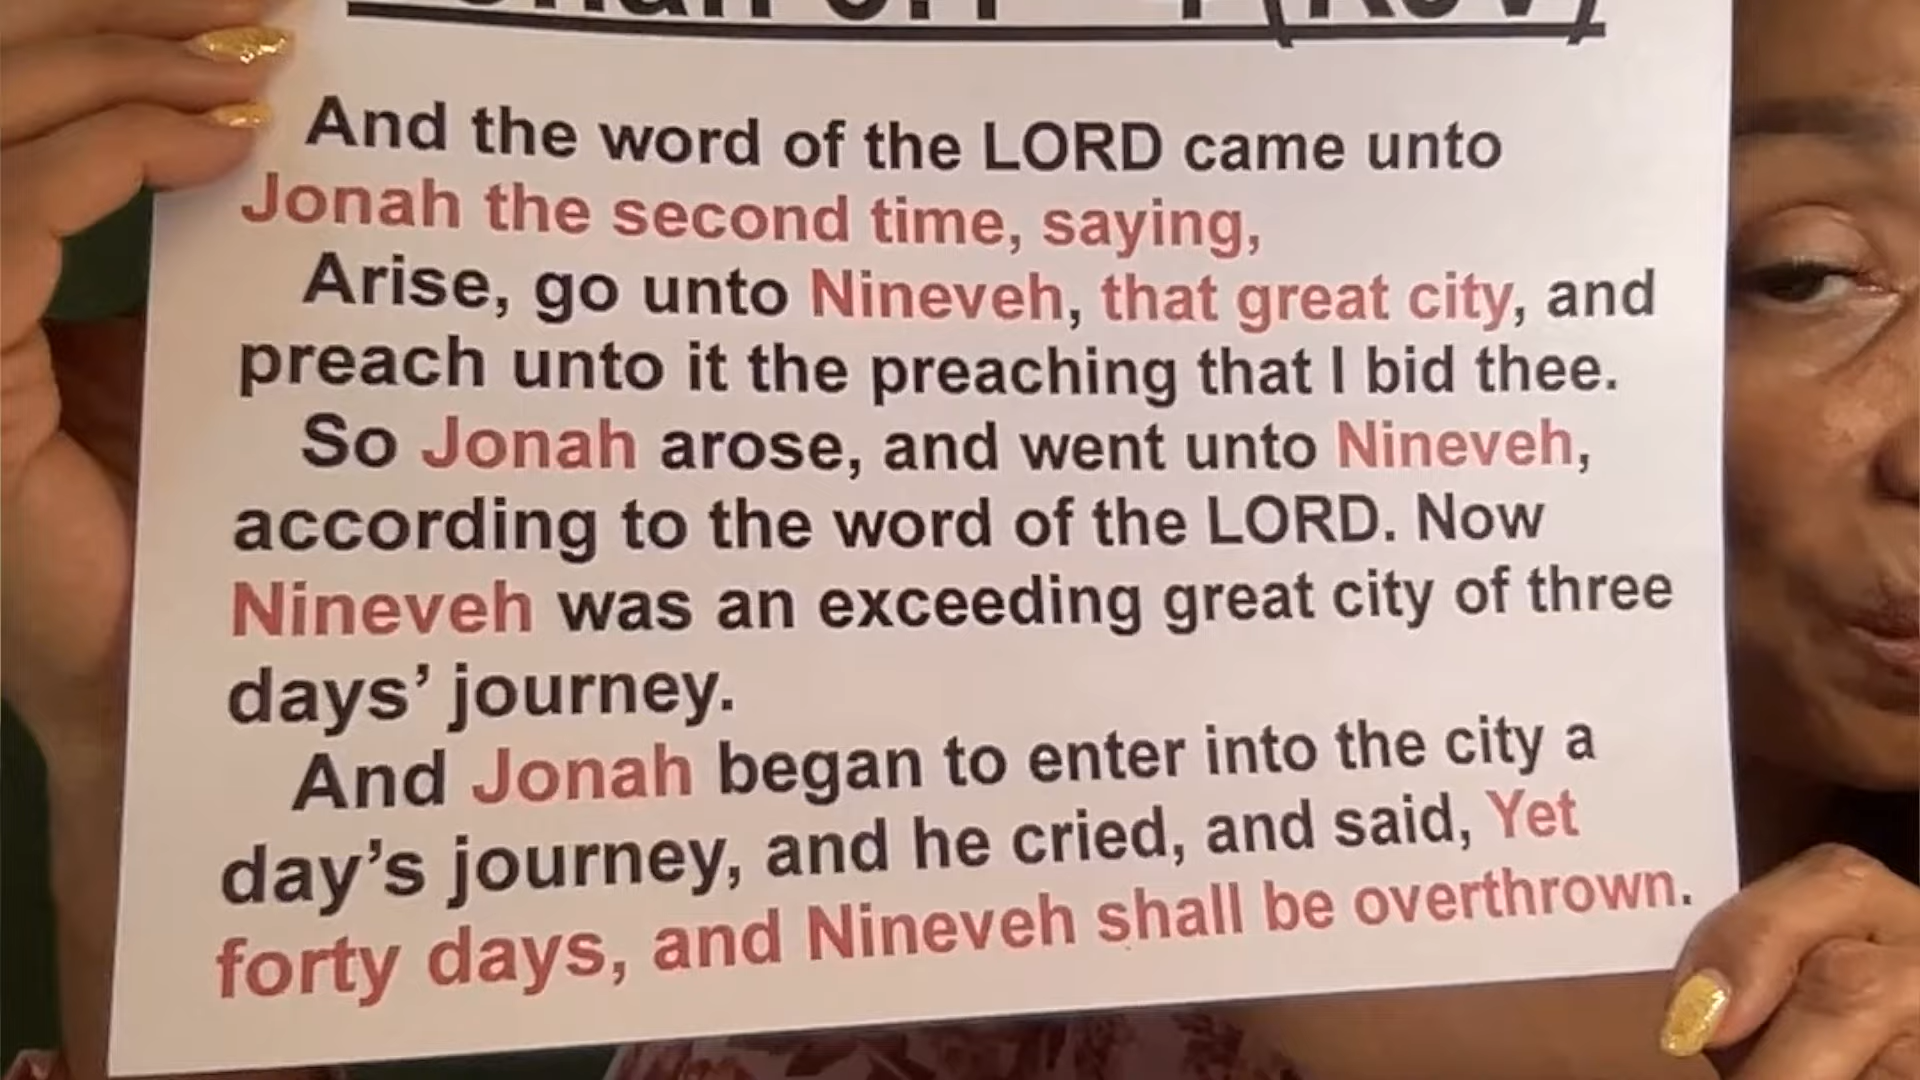 And the word of the LORD came unto
Jonah the second time, saying,
Arise, go unto Nineveh, that great city, and
preach unto it the preaching that I bid thee.
So Jonah arose, and went unto Nineveh,
according to the word of the LORD. Now
Nineveh was an exceeding great city of three
days’ journey.
And Jonah began to enter into the city a
day’s journey, and he cried, and said, Yet
forty days, and Nineveh shall be overthrown.